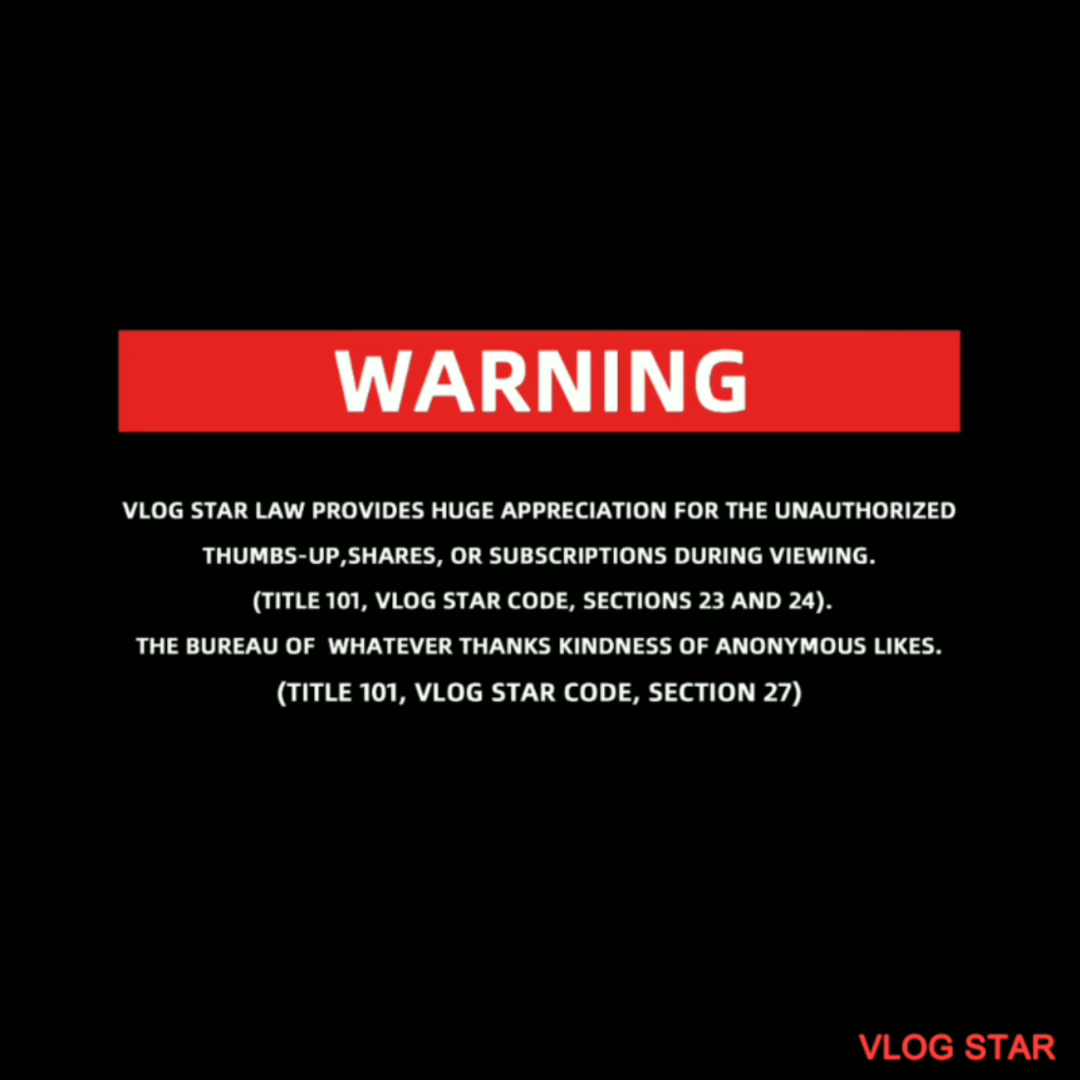 WARNING
VLOG STAR LAW PROVIDES HUGE APPRECIATION FOR THE UNAUTHORIZED
THUMBS-UP,SHARES, OR SUBSCRIPTIONS DURING VIEWING.
(TITLE 101, VLOG STAR CODE, SECTIONS 23 AND 24).
THE BUREAU OF  WHATEVER THANKS KINDNESS OF ANONYMOUS LIKES.
(TITLE 101, VLOG STAR CODE, SECTION 27)
VLOG STAR